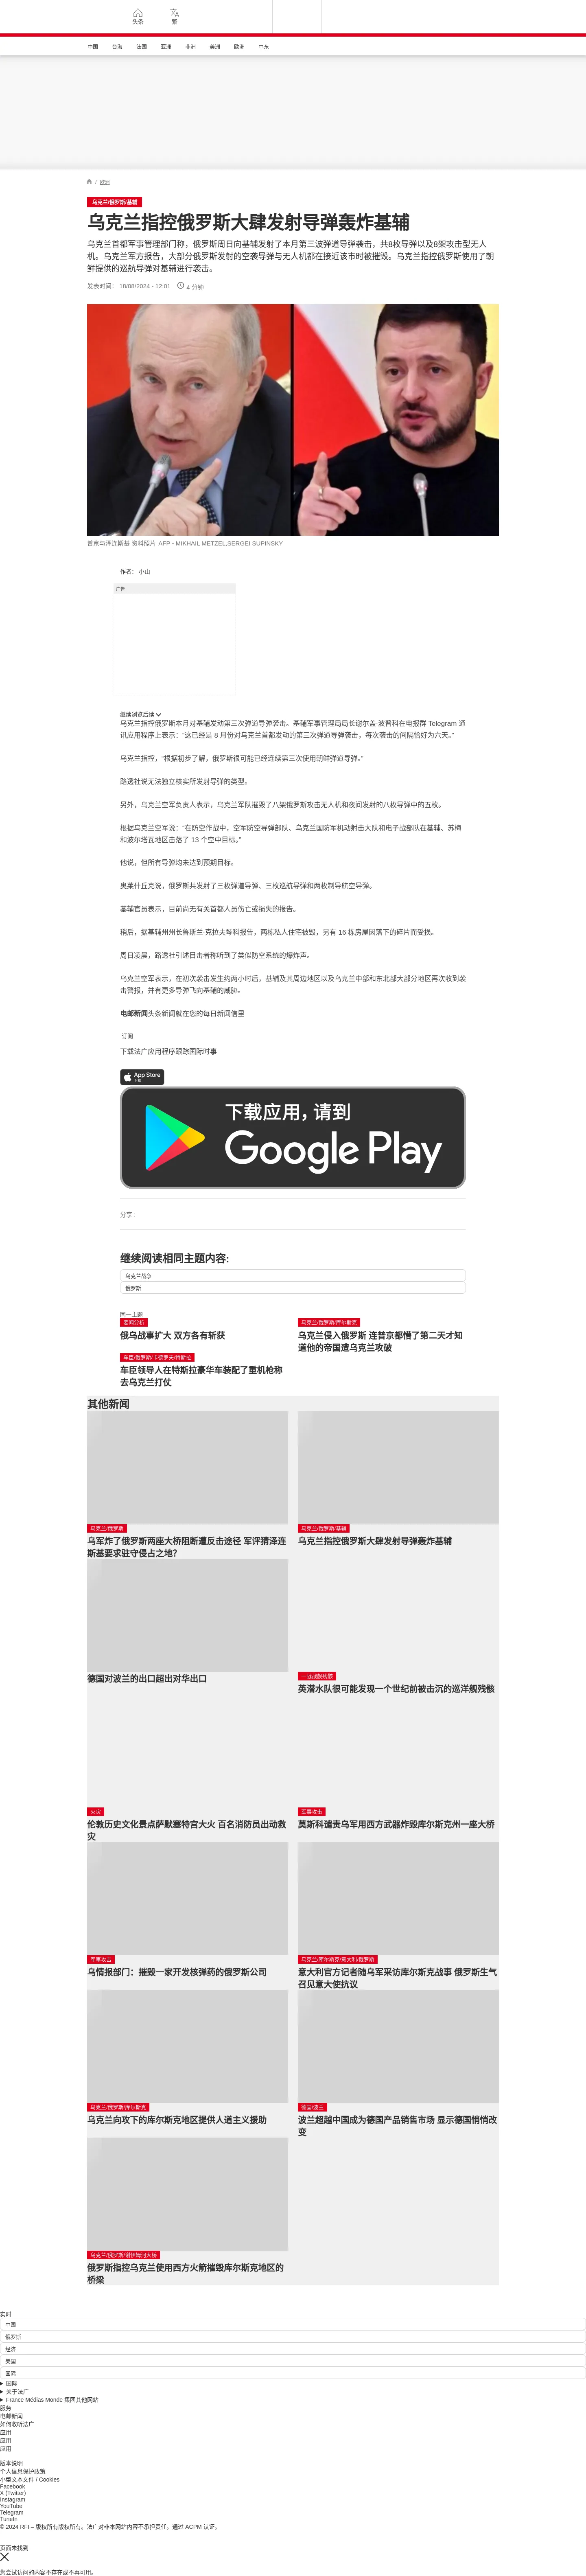 头条
繁
中国 台海 法国 亚洲 非洲 美洲 欧洲 中东
/ 欧洲
乌克兰/俄罗斯/基辅
乌克兰指控俄罗斯大肆发射导弹轰炸基辅
乌克兰首都军事管理部门称，俄罗斯周日向基辅发射了本月第三波弹道导弹袭击，共8枚导弹以及8架攻击型无人
机。乌克兰军方报告，大部分俄罗斯发射的空袭导弹与无人机都在接近该市时被摧毁。乌克兰指控俄罗斯使用了朝
鲜提供的巡航导弹对基辅进行袭击。
发表时间： 18/08/2024 - 12:01 4 分钟
普京与泽连斯基 资料照片 AFP - MIKHAIL METZEL,SERGEI SUPINSKY
作者： 小山
广告
继续浏览后续
乌克兰指控俄罗斯本月对基辅发动第三次弹道导弹袭击。基辅军事管理局局长谢尔盖·波普科在电报群 Telegram 通
讯应用程序上表示：“这已经是 8 月份对乌克兰首都发动的第三次弹道导弹袭击，每次袭击的间隔恰好为六天。”
乌克兰指控，“根据初步了解，俄罗斯很可能已经连续第三次使用朝鲜弹道导弹。”
路透社说无法独立核实所发射导弹的类型。
另外，乌克兰空军负责人表示，乌克兰军队摧毁了八架俄罗斯攻击无人机和夜间发射的八枚导弹中的五枚。
根据乌克兰空军说：“在防空作战中，空军防空导弹部队、乌克兰国防军机动射击大队和电子战部队在基辅、苏梅
和波尔塔瓦地区击落了 13 个空中目标。”
他说，但所有导弹均未达到预期目标。
奥莱什丘克说，俄罗斯共发射了三枚弹道导弹、三枚巡航导弹和两枚制导航空导弹。
基辅官员表示，目前尚无有关首都人员伤亡或损失的报告。
稍后，据基辅州州长鲁斯兰·克拉夫琴科报告，两栋私人住宅被毁，另有 16 栋房屋因落下的碎片而受损。
周日凌晨，路透社引述目击者称听到了类似防空系统的爆炸声。
乌克兰空军表示，在初次袭击发生约两小时后，基辅及其周边地区以及乌克兰中部和东北部大部分地区再次收到袭
击警报，并有更多导弹飞向基辅的威胁。
电邮新闻头条新闻就在您的每日新闻信里
订阅
下载法广应用程序跟踪国际时事
App Store
下载
下载应用，请到
Google Play
分享 :
继续阅读相同主题内容:
乌克兰战争
俄罗斯
同一主题
要闻分析
俄乌战事扩大 双方各有斩获
乌克兰/俄罗斯/库尔斯克
乌克兰侵入俄罗斯 连普京都懵了第二天才知
道他的帝国遭乌克兰攻破
车臣/俄罗斯/卡德罗夫/特斯拉
车臣领导人在特斯拉豪华车装配了重机枪称
去乌克兰打仗
其他新闻
乌克兰/俄罗斯
乌军炸了俄罗斯两座大桥阻断遭反击途径 军评猜泽连
斯基要求驻守侵占之地？
乌克兰/俄罗斯/基辅
乌克兰指控俄罗斯大肆发射导弹轰炸基辅
德国对波兰的出口超出对华出口
一战战舰残骸
英潜水队很可能发现一个世纪前被击沉的巡洋舰残骸
火灾
伦敦历史文化景点萨默塞特宫大火 百名消防员出动救
灾
军事攻击
莫斯科谴责乌军用西方武器炸毁库尔斯克州一座大桥
军事攻击
乌情报部门：摧毁一家开发核弹药的俄罗斯公司
乌克兰/库尔斯克/意大利/俄罗斯
意大利官方记者随乌军采访库尔斯克战事 俄罗斯生气
召见意大使抗议
乌克兰/俄罗斯/库尔斯克
乌克兰向攻下的库尔斯克地区提供人道主义援助
德国/波兰
波兰超越中国成为德国产品销售市场 显示德国悄悄改
变
乌克兰/俄罗斯/谢伊姆河大桥
俄罗斯指控乌克兰使用西方火箭摧毁库尔斯克地区的
桥梁
实时
中国
俄罗斯
经济
美国
国际
国际
关于法广
France Médias Monde 集团其他网站
服务
电邮新闻
如何收听法广
应用
应用
应用
版本说明
个人信息保护政策
小型文本文件 / Cookies
Facebook
X (Twitter)
Instagram
YouTube
Telegram
TuneIn
© 2024 RFI – 版权所有版权所有。法广对非本网站内容不承担责任。通过 ACPM 认证。
页面未找到
您尝试访问的内容不存在或不再可用。